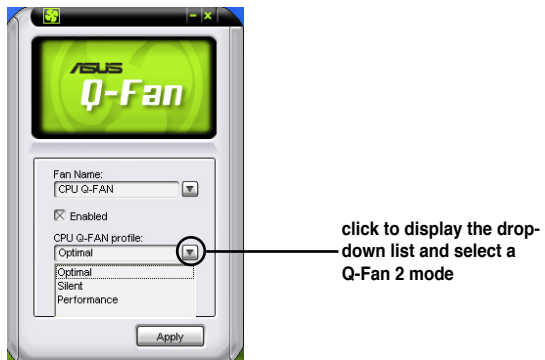 ASUS
Q-Fan
Fan Name:
CPU Q-FAN
Enabled
CPU Q-FAN profile:
Optimal
Optimal
Silent
Performance
Apply
click to display the drop-
down list and select a
Q-Fan 2 mode